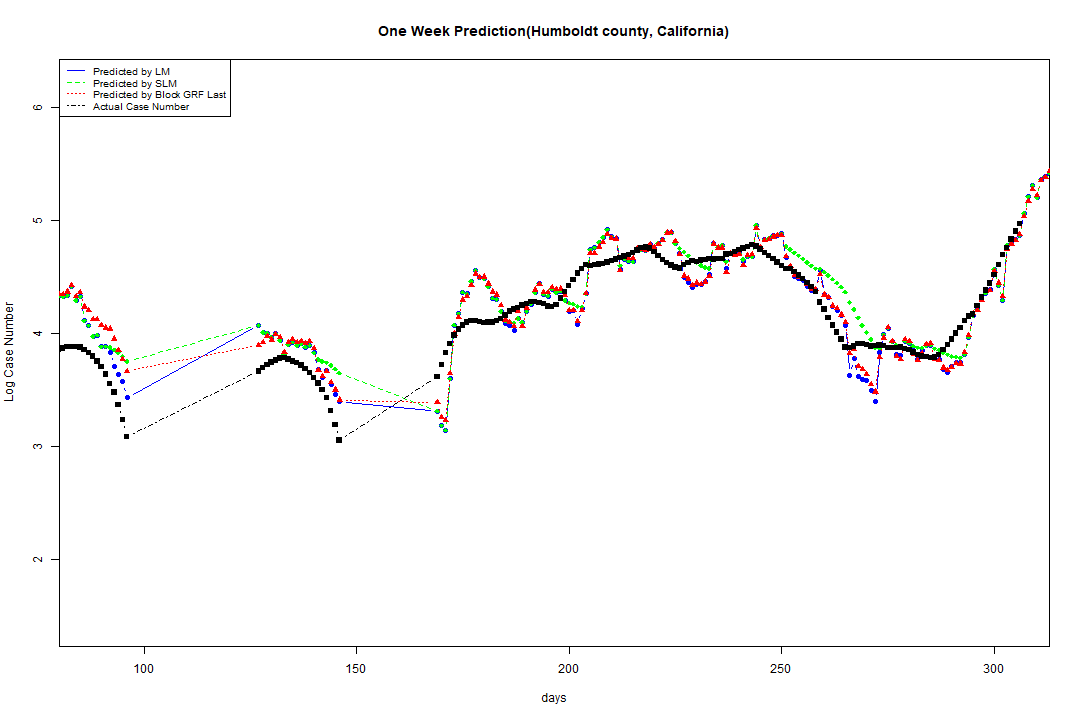 One Week Prediction(Humboldt county, California)
Predicted by LM
Predicted by SLM
Predicted by Block GRF Last
Actual Case Number
6
5
4
3
2
Log Case Number
100 150 200 250 300
days